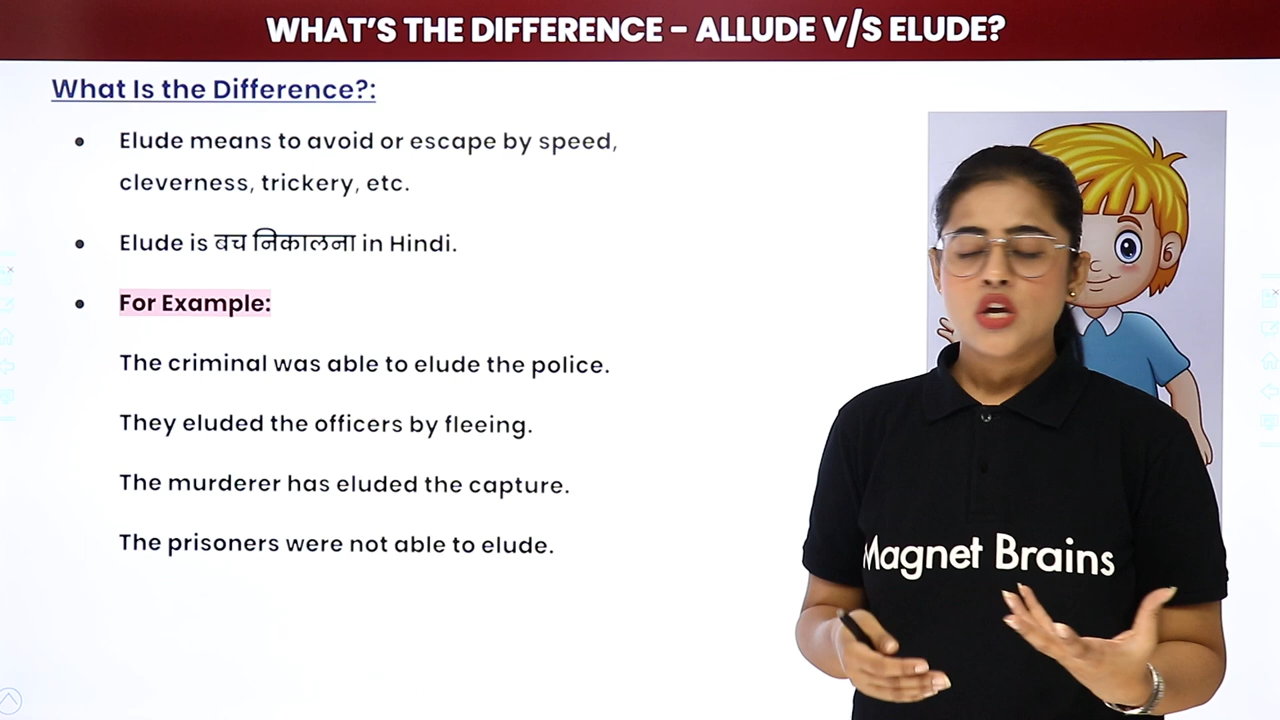 WHAT'S THE DIFFERENCE - ALLUDE V/S ELUDE?
What Is the Difference?:
Elude means to avoid or escape by speed,
cleverness, trickery, etc.
Elude is बच निकालना in Hindi.
For Example:
The criminal was able to elude the police.
They eluded the officers by fleeing.
The murderer has eluded the capture.
The prisoners were not able to elude.
Magnet Brains